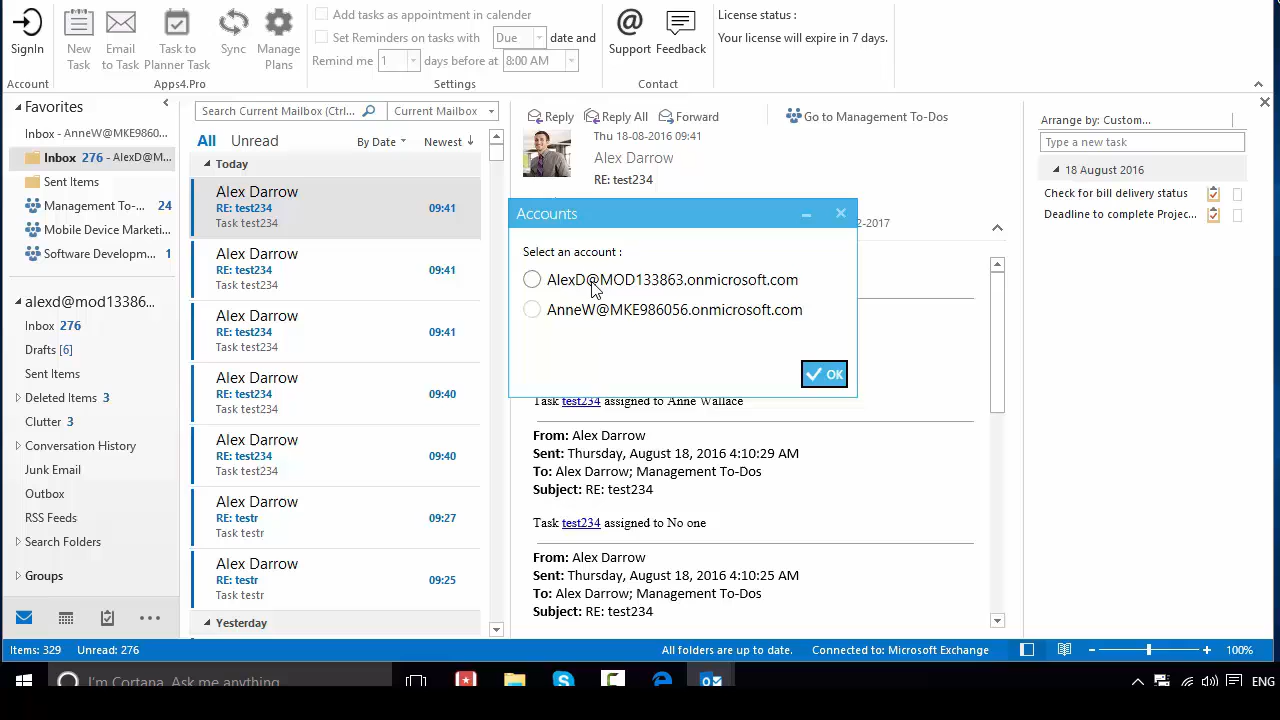 SignIn
Account
New
Task
Email
to Task
Task to
Planner Task
Sync
Manage
Plans
Apps4.Pro
Add tasks as appointment in calender
Set Reminders on tasks with Due date and
Remind me 1 days before at 8:00 AM
Settings
Support
Feedback
Contact
License status :
Your license will expire in 7 days.
Favorites
Inbox - AnneW@MKE9860...
Inbox 276 - AlexD@M...
Sent Items
Management To-... 24
Mobile Device Marketi...
Software Developm... 1
alexd@mod13386...
Inbox 276
Drafts [6]
Sent Items
Deleted Items 3
Clutter 3
Conversation History
Junk Email
Outbox
RSS Feeds
Search Folders
Groups
Search Current Mailbox (Ctrl...
Current Mailbox
All Unread
By Date Newest
Today
Alex Darrow
RE: test234 09:41
Task test234
Alex Darrow
RE: test234 09:41
Task test234
Alex Darrow
RE: test234 09:41
Task test234
Alex Darrow
RE: test234 09:40
Task test234
Alex Darrow
RE: test234 09:40
Task test234
Alex Darrow
RE: testr 09:27
Task testr
Alex Darrow
RE: testr 09:25
Task testr
Yesterday
Reply Reply All Forward
Go to Management To-Dos
Thu 18-08-2016 09:41
Alex Darrow
RE: test234
2-2017
Accounts
Select an account :
AlexD@MOD133863.onmicrosoft.com
AnneW@MKE986056.onmicrosoft.com
OK
Task test234 assigned to Anne Wallace
From: Alex Darrow
Sent: Thursday, August 18, 2016 4:10:29 AM
To: Alex Darrow; Management To-Dos
Subject: RE: test234
Task test234 assigned to No one
From: Alex Darrow
Sent: Thursday, August 18, 2016 4:10:25 AM
To: Alex Darrow; Management To-Dos
Subject: RE: test234
Arrange by: Custom...
Type a new task
18 August 2016
Check for bill delivery status
Deadline to complete Projec...
Items: 329 Unread: 276
All folders are up to date. Connected to: Microsoft Exchange
100%
I'm Cortana. Ask me anything.
ENG